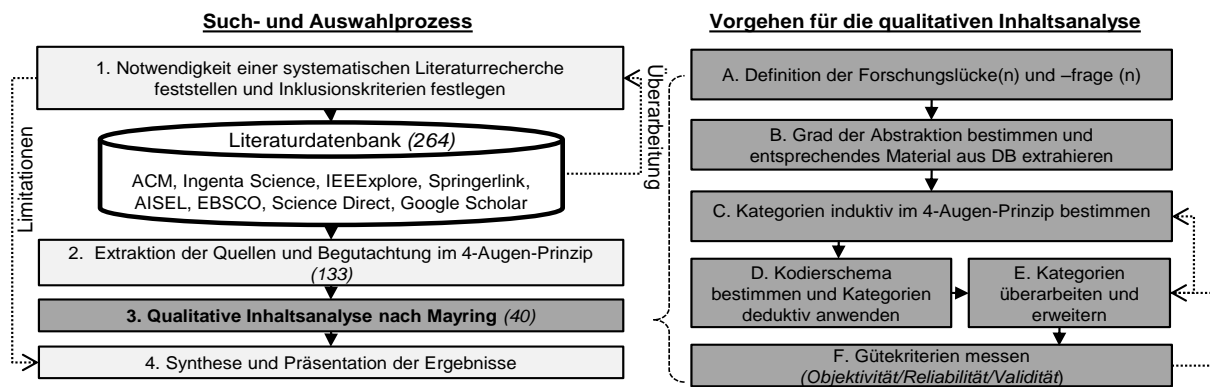 Such- und Auswahlprozess
1. Notwendigkeit einer systematischen Literaturrecherche
feststellen und Inklusionskriterien festlegen
Literaturdatenbank (264)
ACM, Ingenta Science, IEEExplore, Springerlink,
AISEL, EBSCO, Science Direct, Google Scholar
2. Extraktion der Quellen und Begutachtung im 4-Augen-Prinzip
(133)
3. Qualitative Inhaltsanalyse nach Mayring (40)
4. Synthese und Präsentation der Ergebnisse
Limitationen
Überarbeitung
Vorgehen für die qualitativen Inhaltsanalyse
A. Definition der Forschungslücke(n) und –frage (n)
B. Grad der Abstraktion bestimmen und
entsprechendes Material aus DB extrahieren
C. Kategorien induktiv im 4-Augen-Prinzip bestimmen
D. Kodierschema
bestimmen und Kategorien
deduktiv anwenden
E. Kategorien
überarbeiten und
erweitern
F. Gütekriterien messen
(Objektivität/Reliabilität/Validität)